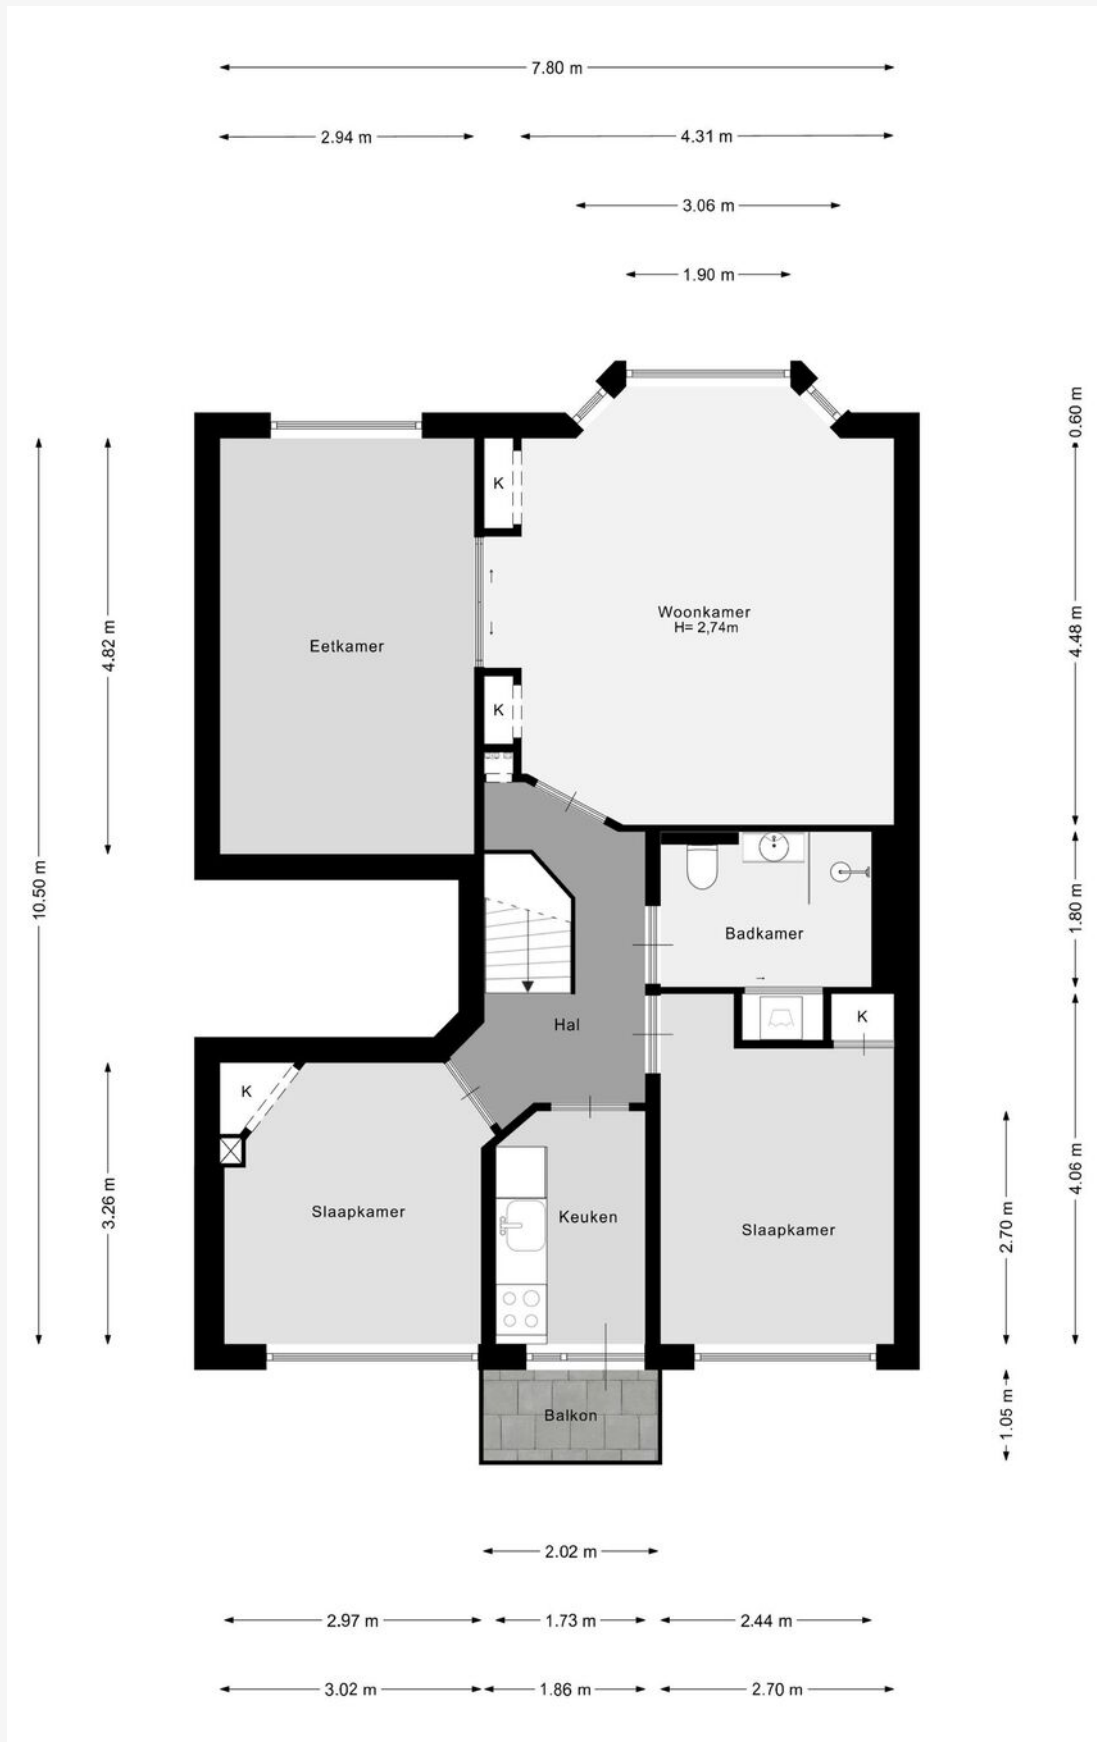 7.80 m
2.94 m
4.31 m
3.06 m
1.90 m
0.60 m
K
4.82 m
Eetkamer
Woonkamer
H= 2,74m
4.48 m
K
10.50 m
1.80 m
Badkamer
Hal
K
K
3.26 m
Slaapkamer
Keuken
Slaapkamer
2.70 m
4.06 m
Balkon
1.05 m
2.02 m
2.97 m
1.73 m
2.44 m
3.02 m
1.86 m
2.70 m